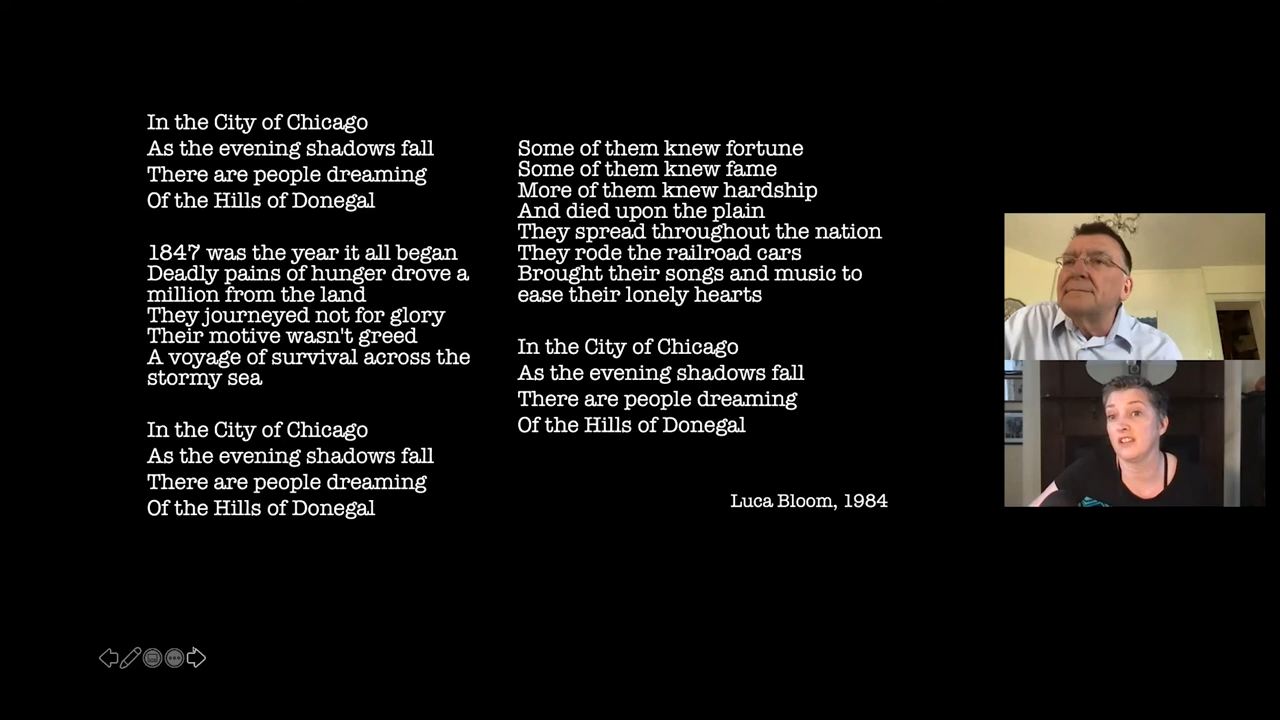 In the City of Chicago
As the evening shadows fall
There are people dreaming
Of the Hills of Donegal
1847 was the year it all began
Deadly pains of hunger drove a
million from the land
They journeyed not for glory
Their motive wasn't greed
A voyage of survival across the
stormy sea
In the City of Chicago
As the evening shadows fall
There are people dreaming
Of the Hills of Donegal
Some of them knew fortune
Some of them knew fame
More of them knew hardship
And died upon the plain
They spread throughout the nation
They rode the railroad cars
Brought their songs and music to
ease their lonely hearts
In the City of Chicago
As the evening shadows fall
There are people dreaming
Of the Hills of Donegal
Luca Bloom, 1984